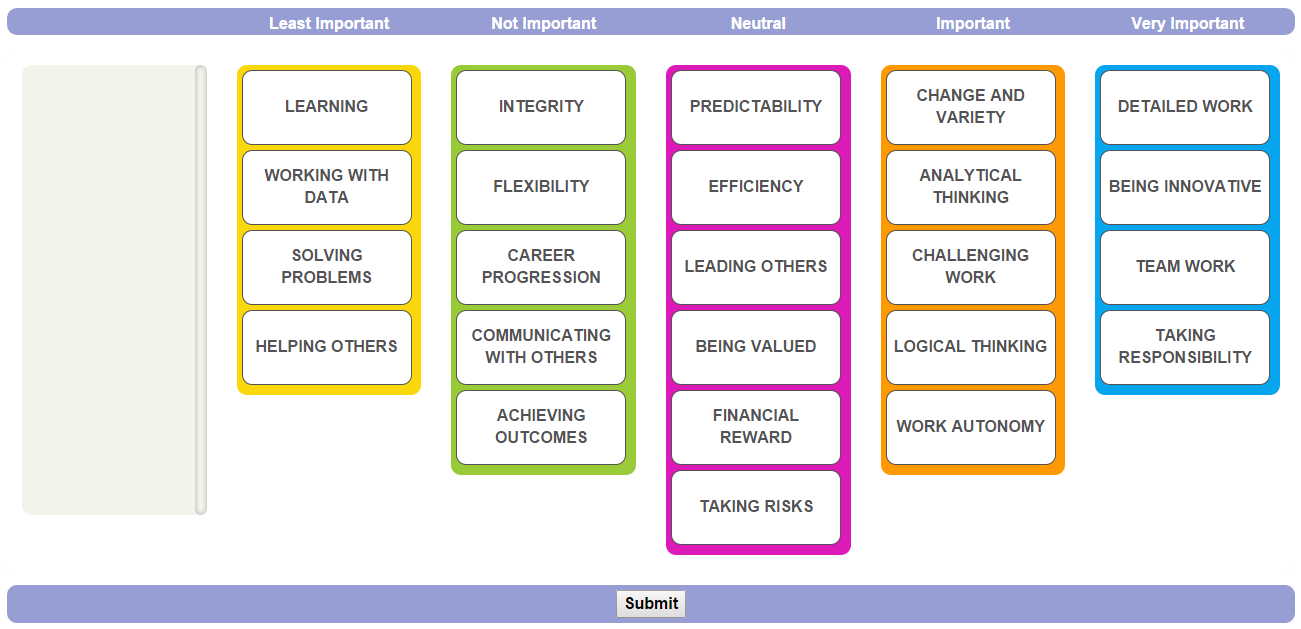 Least Important
Not Important
Neutral
Important
Very Important
LEARNING
WORKING WITH
DATA
SOLVING
PROBLEMS
HELPING OTHERS
INTEGRITY
FLEXIBILITY
CAREER
PROGRESSION
COMMUNICATING
WITH OTHERS
ACHIEVING
OUTCOMES
PREDICTABILITY
EFFICIENCY
LEADING OTHERS
BEING VALUED
FINANCIAL
REWARD
TAKING RISKS
CHANGE AND
VARIETY
ANALYTICAL
THINKING
CHALLENGING
WORK
LOGICAL THINKING
WORK AUTONOMY
DETAILED WORK
BEING INNOVATIVE
TEAM WORK
TAKING
RESPONSIBILITY
Submit